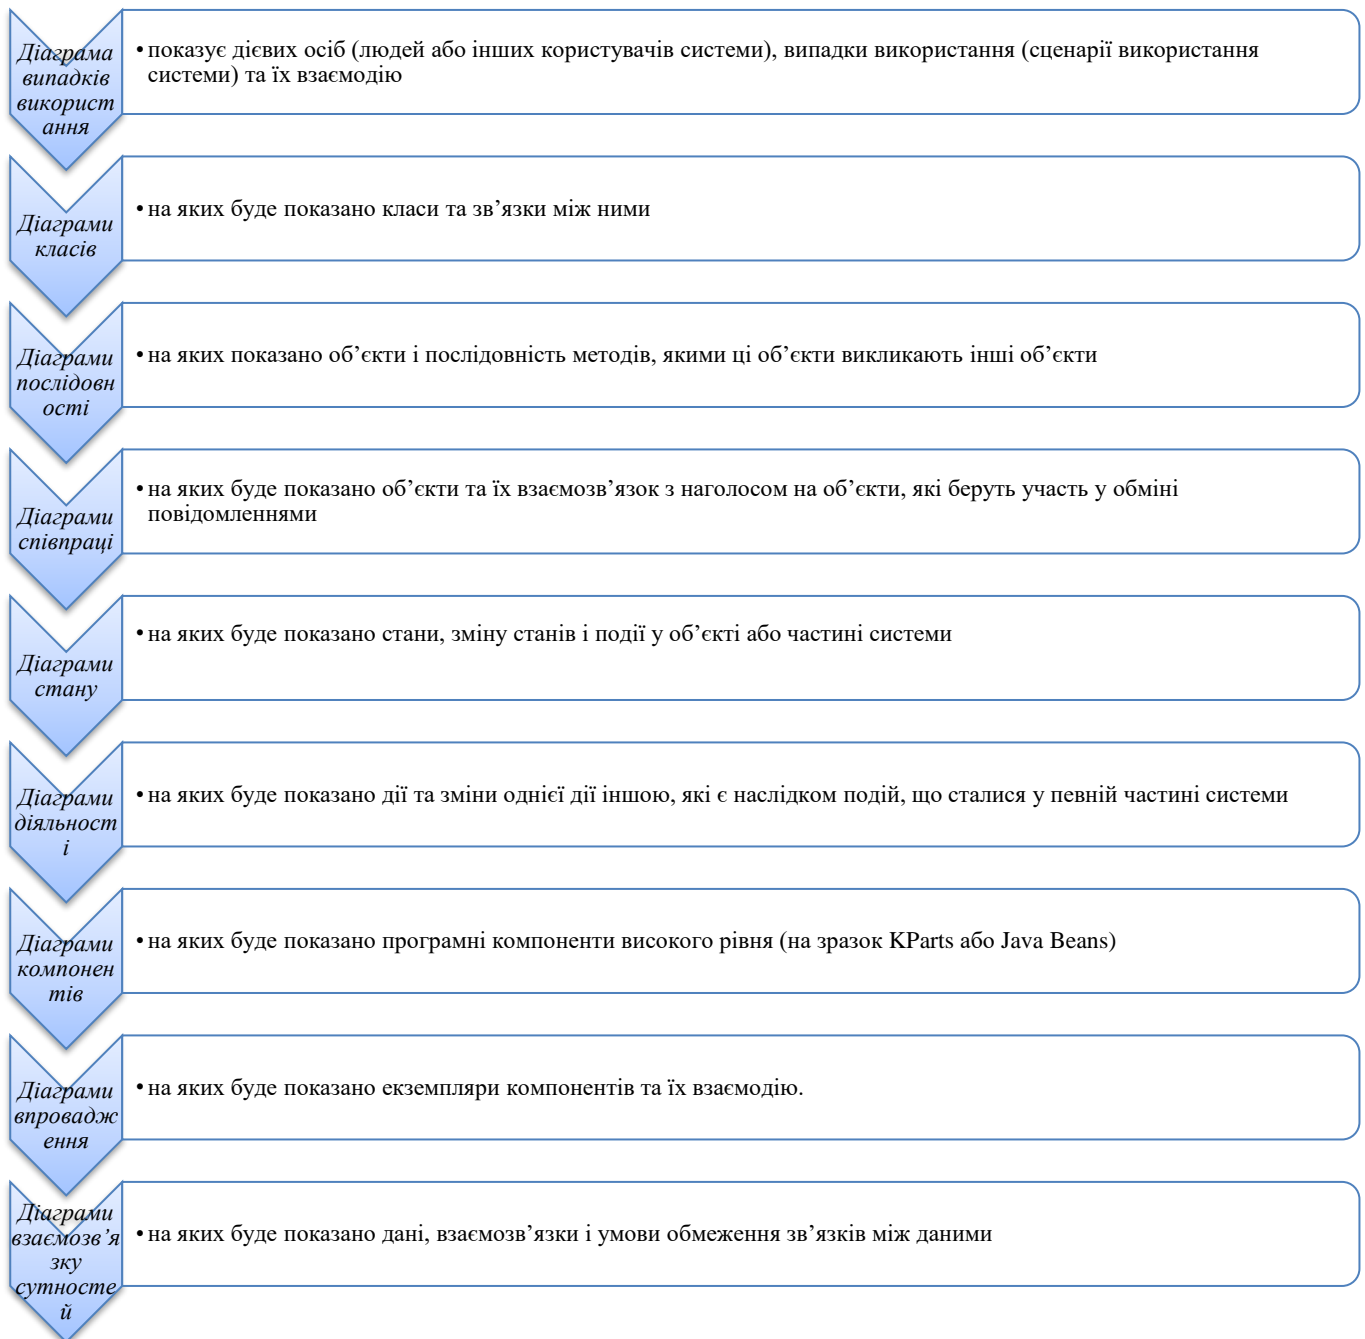 Діаграма
випадків
використ
ання
• показує дієвих осіб (людей або інших користувачів системи), випадки використання (сценарії використання
системи) та їх взаємодію
Діаграми
класів
• на яких буде показано класи та зв’язки між ними
Діаграми
послідовн
ості
• на яких показано об’єкти і послідовність методів, якими ці об’єкти викликають інші об’єкти
Діаграми
співпраці
• на яких буде показано об’єкти та їх взаємозв’язок з наголосом на об’єкти, які беруть участь у обміні
повідомленнями
Діаграми
стану
• на яких буде показано стани, зміну станів і події у об’єкті або частині системи
Діаграми
діяльност
і
• на яких буде показано дії та зміни однієї дії іншою, які є наслідком подій, що сталися у певній частині системи
Діаграми
компонен
тів
• на яких буде показано програмні компоненти високого рівня (на зразок KParts або Java Beans)
Діаграми
впровадж
ення
• на яких буде показано екземпляри компонентів та їх взаємодію.
Діаграми
взаємозв’я
зку
сутносте
й
• на яких буде показано дані, взаємозв’язки і умови обмеження зв’язків між даними